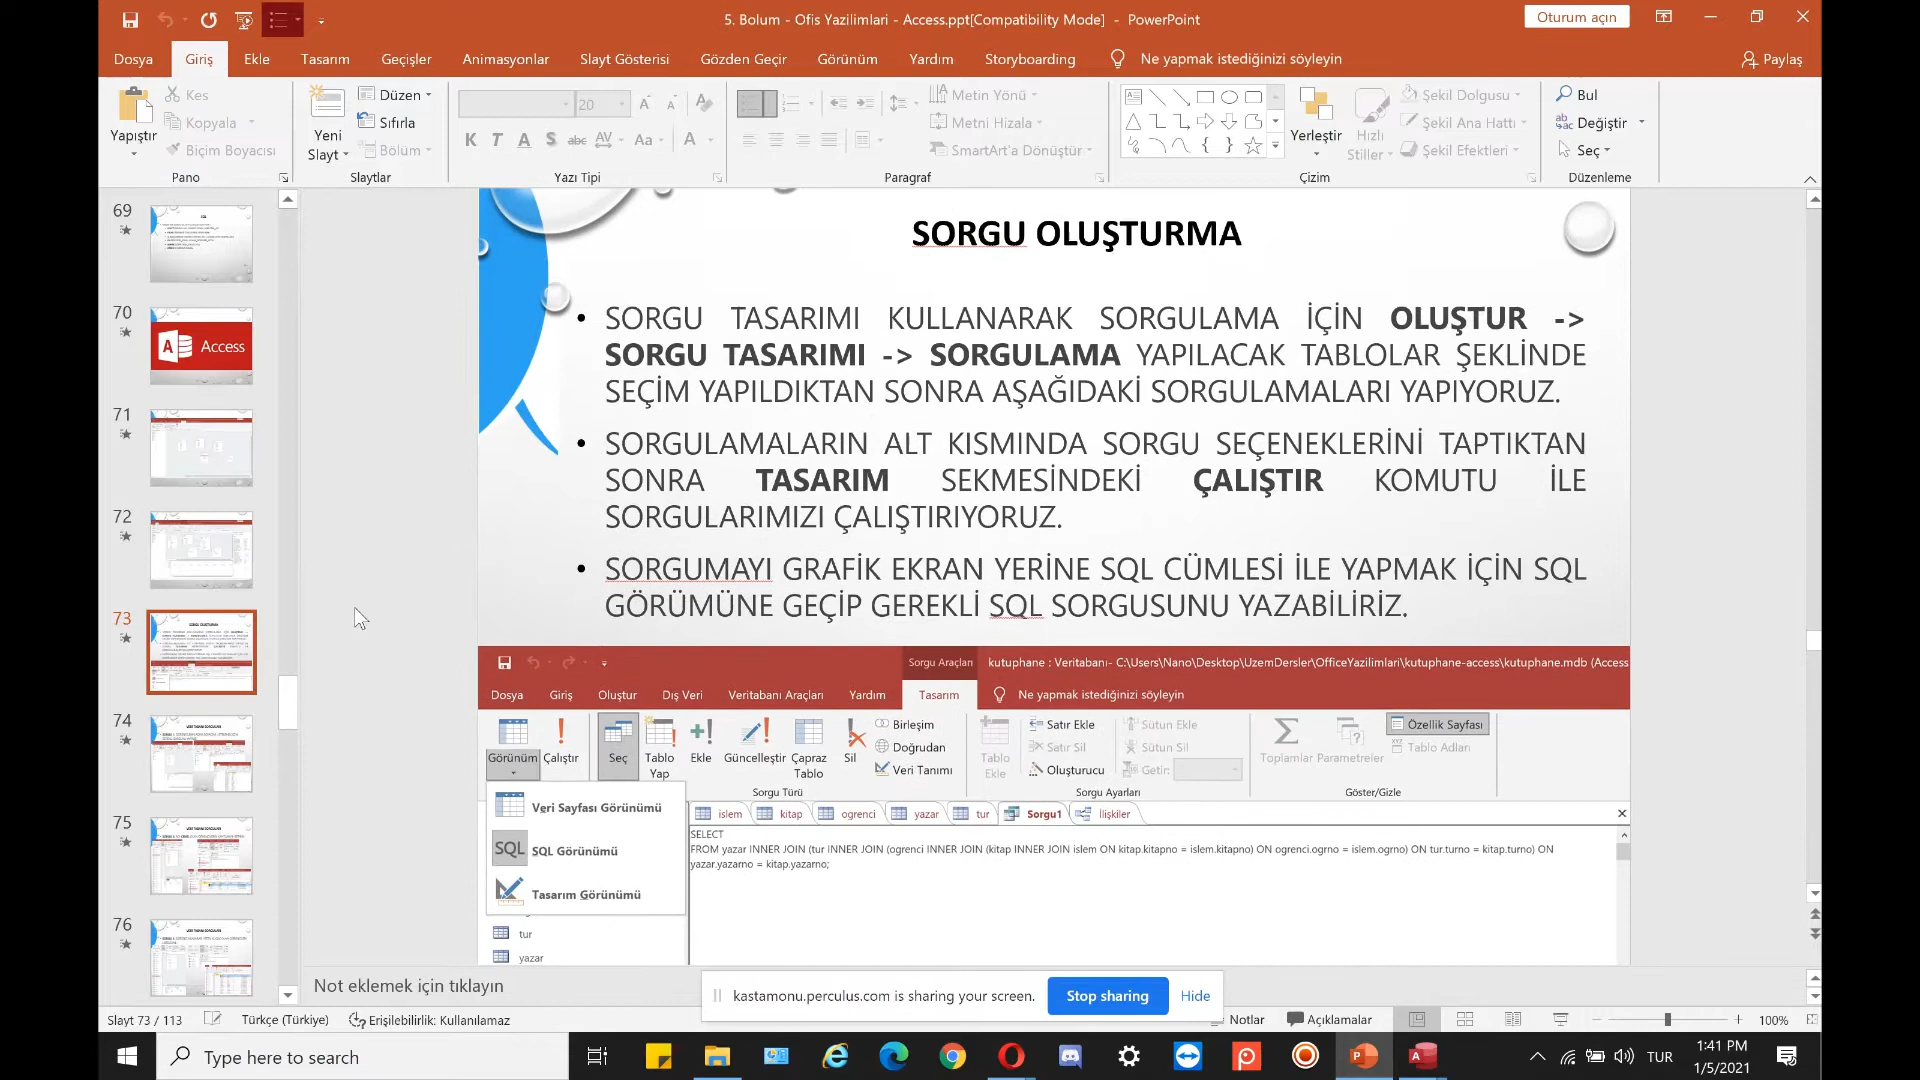 5. Bolum - Ofis Yazilimlari - Access.ppt[Compatibility Mode] - PowerPoint
Oturum açın
Dosya Giriş Ekle Tasarım Geçişler Animasyonlar Slayt Gösterisi Gözden Geçir Görünüm Yardım Storyboarding Ne yapmak istediğinizi söyleyin Paylaş
Yapıştır
Kes
Kopyala
Biçim Boyacısı
Pano
Yeni Slayt
Düzen
Sıfırla
Bölüm
Slaytlar
20
K T A S abc AV Aa A
Yazı Tipi
Metin Yönü
Metni Hizala
SmartArt'a Dönüştür
Paragraf
Yerleştir
Hızlı Stiller
Şekil Dolgusu
Şekil Ana Hattı
Şekil Efektleri
Çizim
Bul
Değiştir
Seç
Düzenleme
69
70
Access
71
72
73
74
75
76
SORGU OLUŞTURMA
• SORGU TASARIMI KULLANARAK SORGULAMA İÇİN OLUŞTUR ->
SORGU TASARIMI -> SORGULAMA YAPILACAK TABLOLAR ŞEKLİNDE
SEÇİM YAPILDIKTAN SONRA AŞAĞIDAKİ SORGULAMALARI YAPIYORUZ.
• SORGULAMALARIN ALT KISMINDA SORGU SEÇENEKLERİNİ TAPTIKTAN
SONRA TASARIM SEKMESİNDEKİ ÇALIŞTIR KOMUTU İLE
SORGULARIMIZI ÇALIŞTIRIYORUZ.
• SORGUMAYI GRAFİK EKRAN YERİNE SQL CÜMLESİ İLE YAPMAK İÇİN SQL
GÖRÜMÜNE GEÇİP GEREKLİ SQL SORGUSUNU YAZABİLİRİZ.
Sorgu Araçları kutuphane : Veritabanı- C:\Users\Nano\Desktop\UzemDersler\OfficeYazilimlari\kutuphane-access\kutuphane.mdb (Access
Dosya Giriş Oluştur Dış Veri Veritabanı Araçları Yardım Tasarım Ne yapmak istediğinizi söyleyin
Görünüm Çalıştır
Seç Tablo Yap Ekle Güncelleştir Çapraz Tablo Sil
Birleşim
Doğrudan
Veri Tanımı
Sorgu Türü
Tablo Ekle
Satır Ekle
Satır Sil
Oluşturucu
Sütun Ekle
Sütun Sil
Getir:
Sorgu Ayarları
Toplamlar Parametreler
Özellik Sayfası
Tablo Adları
Göster/Gizle
Veri Sayfası Görünümü
SQL SQL Görünümü
Tasarım Görünümü
tur
yazar
islem kitap ogrenci yazar tur Sorgu1 İlişkiler
SELECT
FROM yazar INNER JOIN (tur INNER JOIN (ogrenci INNER JOIN (kitap INNER JOIN islem ON kitap.kitapno = islem.kitapno) ON ogrenci.ogrno = islem.ogrno) ON tur.turno = kitap.turno) ON
yazar.yazarno = kitap.yazarno;
Not eklemek için tıklayın
kastamonu.perculus.com is sharing your screen. Stop sharing Hide
Slayt 73 / 113 Türkçe (Türkiye) Erişilebilirlik: Kullanılamaz Notlar Açıklamalar 100%
Type here to search
TUR
1:41 PM
1/5/2021